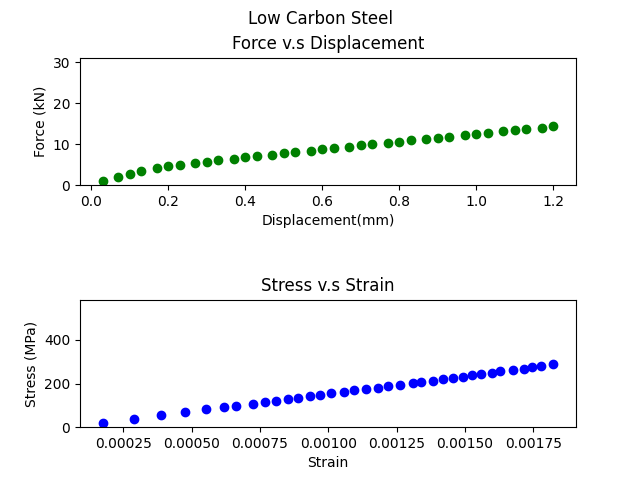 Low Carbon Steel
Force v.s Displacement
30
20
10
0
Force (kN)
0.0 0.2 0.4 0.6 0.8 1.0 1.2
Displacement(mm)
Stress v.s Strain
400
200
0
Stress (MPa)
0.00025 0.00050 0.00075 0.00100 0.00125 0.00150 0.00175
Strain